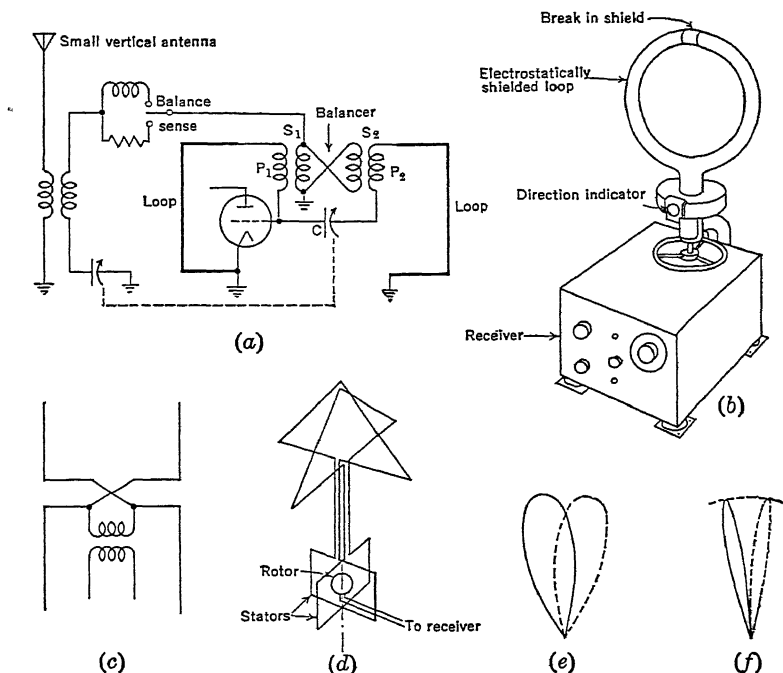 Small vertical antenna
Balance
sense
Balancer
S1
S2
P1
P2
Loop
Loop
C
(a)
Break in shield
Electrostatically
shielded loop
Direction indicator
Receiver
(b)
(c)
Rotor
Stators
To receiver
(d)
(e)
(f)